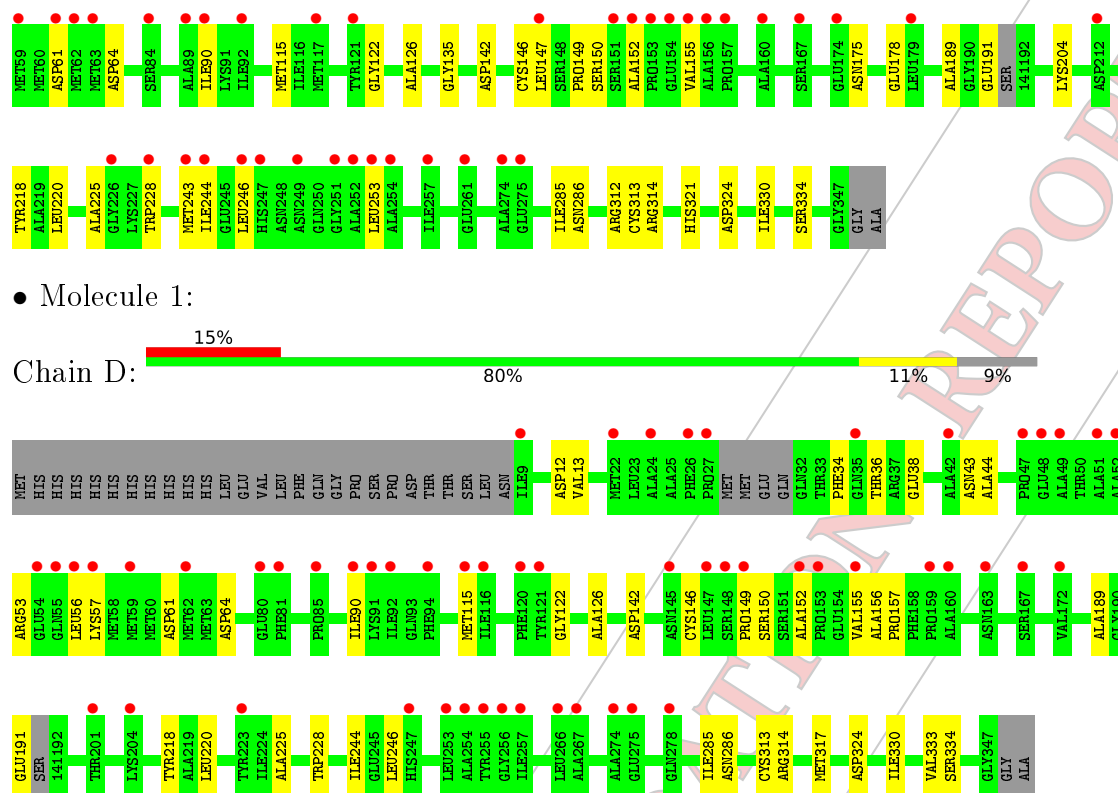 MET59 MET60 ASP61 MET62 MET63 ASP64 SER84 ALA89 ILE90 LYS91 ILE92 MET115 ILE116 MET117 TYR121 GLY122 ALA126 GLY135 ASP142 CYS146 LEU147 SER148 PRO149 SER150 SER151 ALA152 PRO153 GLU154 VAL155 ALA156 PRO157 ALA160 SER167 GLU174 ASN175 GLU178 LEU179 ALA189 GLY190 GLU191 SER 141192 LYS204 ASP212
TYR218 ALA219 LEU220 ALA225 GLY226 LYS227 TRP228 MET243 ILE244 GLU245 LEU246 HIS247 ASN248 ASN249 GLN250 GLY251 ALA252 LEU253 ALA254 ILE257 GLU261 ALA274 GLU275 ILE285 ASN286 ARG312 CYS313 ARG314 HIS321 ASP324 ILE330 SER334 GLY347 GLY ALA
• Molecule 1:
15%
Chain D:
80% 11% 9%
MET HIS HIS HIS HIS HIS HIS HIS HIS HIS HIS LEU GLU VAL LEU PHE GLN GLY PRO SER PRO ASP THR THR SER LEU ASN ILE9 ASP12 VAL13 MET22 LEU23 ALA24 ALA25 PHE26 PRO27 MET MET GLU GLN GLN32 THR33 PHE34 GLN35 THR36 ARG37 GLU38 ALA42 ASN43 ALA44 PRO47 GLU48 ALA49 THR50 ALA51 ALA52
ARG53 GLU54 GLN55 LEU56 LYS57 MET58 MET59 MET60 ASP61 MET62 MET63 ASP64 GLU80 PHE81 PRO85 ILE90 LYS91 ILE92 GLN93 PHE94 MET115 ILE116 PHE120 TYR121 GLY122 ALA126 ASP142 ASN145 CYS146 LEU147 SER148 PRO149 SER150 SER151 ALA152 PRO153 GLU154 VAL155 ALA156 PRO157 PHE158 PRO159 ALA160 ASN163 SER167 VAL172 ALA189 GLY190
GLU191 SER 141192 THR201 LYS204 TYR218 ALA219 LEU220 TYR223 ILE224 ALA225 TRP228 ILE244 GLU245 LEU246 HIS247 LEU253 ALA254 TYR255 GLY256 ILE257 LEU266 ALA267 ALA274 GLU275 GLN278 ILE285 ASN286 CYS313 ARG314 MET317 ASP324 ILE330 VAL333 SER334 GLY347 GLY ALA